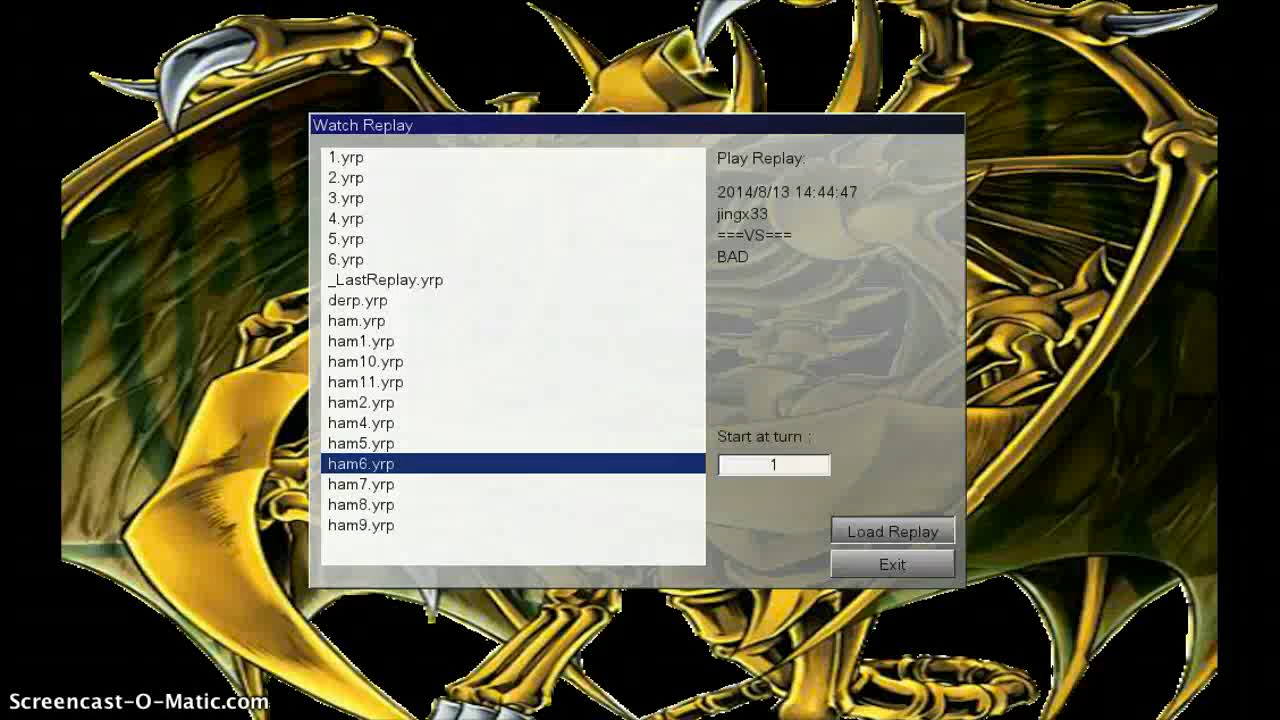 Watch Replay
1.yrp
2.yrp
3.yrp
4.yrp
5.yrp
6.yrp
_LastReplay.yrp
derp.yrp
ham.yrp
ham1.yrp
ham10.yrp
ham11.yrp
ham2.yrp
ham4.yrp
ham5.yrp
ham6.yrp
ham7.yrp
ham8.yrp
ham9.yrp
Play Replay:
2014/8/13 14:44:47
jingx33
===VS===
BAD
Start at turn :
1
Load Replay
Exit
Screencast-O-Matic.com